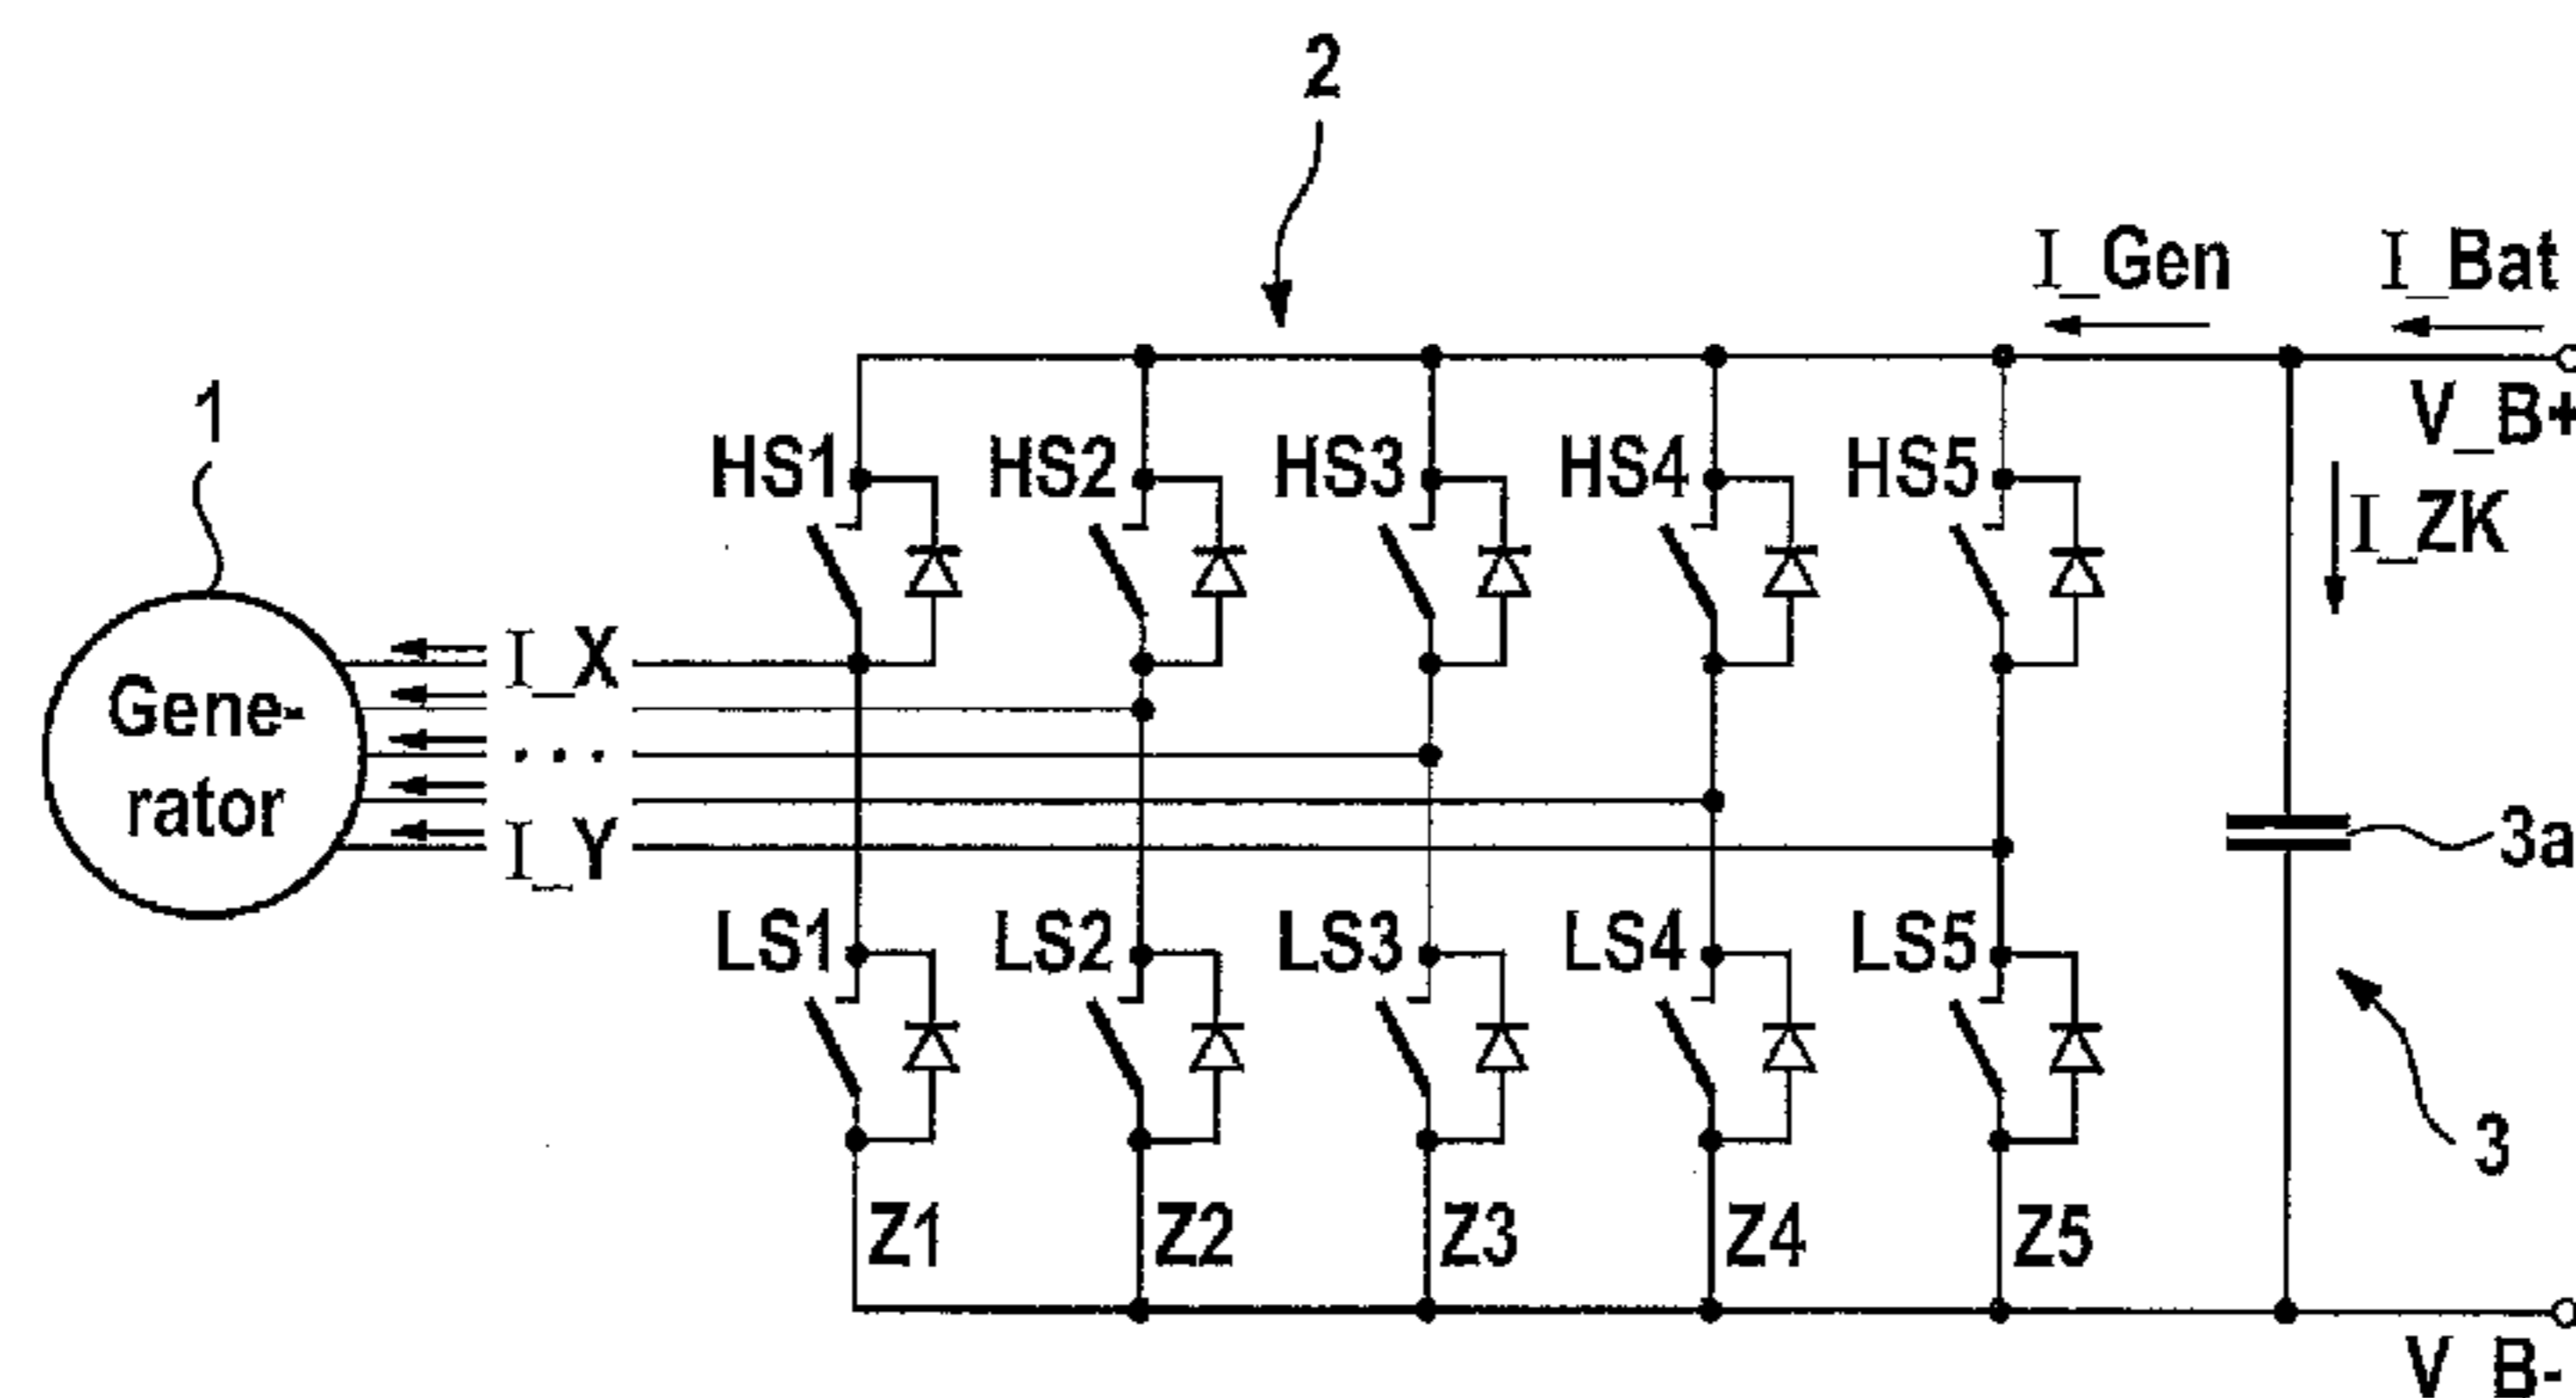 2
I_Gen
I_Bat
1
V_B+
HS1
HS2
HS3
HS4
HS5
I_ZK
I_X
Gene-
rator
...
I_Y
3a
LS1
LS2
LS3
LS4
LS5
3
Z1
Z2
Z3
Z4
Z5
V_B-